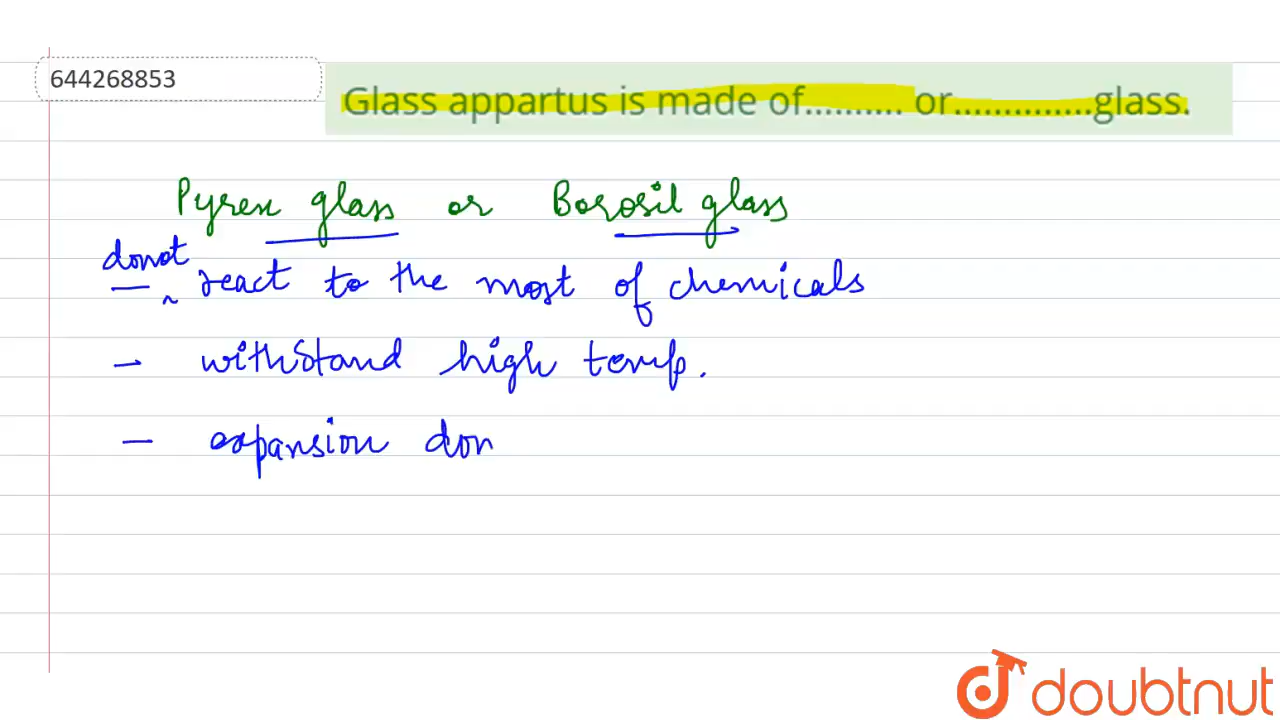 644268853
Glass appartus is made of.......... or..............glass.
Pyrex glass or Borosil glass
donot
- react to the most of chemicals
- withstand high temp.
- expansion don
doubtnut